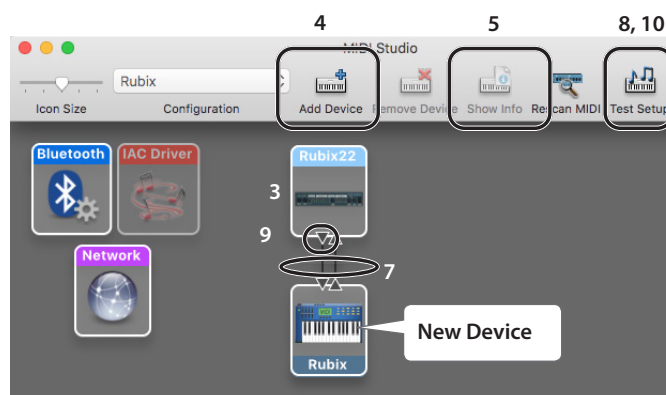 4 5 8, 10
MIDI Studio
Rubix
Icon Size Configuration Add Device Remove Device Show Info Rescan MIDI Test Setup
Bluetooth IAC Driver Rubix22
3
9
7
Network
New Device
Rubix